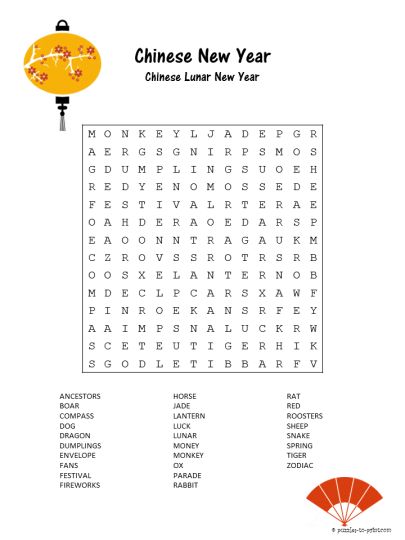 Chinese New Year
Chinese Lunar New Year
M O N K E Y L J A D E P G R
A E R G S G N I R P S M O S
G D U M P L I N G S U O E H
R E D Y E N O M O S S E D E
F E S T I V A L R T E R A E
O A H D E R A O E D A R S P
E A O O N N T R A G A U K M
C Z R O V S S R O T R S R B
O O S X E L A N T E R N O B
M D E C L P C A R S X A W F
P I N R O E K A N S R F E Y
A A I M P S N A L U C K R W
S C E T E U T I G E R H I K
S G O D L E T I B B A R F V
ANCESTORS HORSE RAT
BOAR JADE RED
COMPASS LANTERN ROOSTERS
DOG LUCK SHEEP
DRAGON LUNAR SNAKE
DUMPLINGS MONEY SPRING
ENVELOPE MONKEY TIGER
FANS OX ZODIAC
FESTIVAL PARADE
FIREWORKS RABBIT
© puzzles-to-print.com